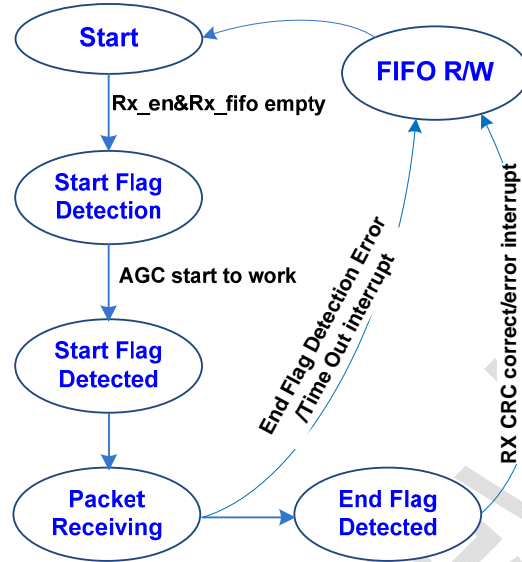 Start
FIFO R/W
Rx_en&Rx_fifo empty
Start Flag
Detection
AGC start to work
Start Flag
Detected
End Flag Detection Error
/Time Out interrupt
RX CRC correct/error interrupt
Packet
Receiving
End Flag
Detected